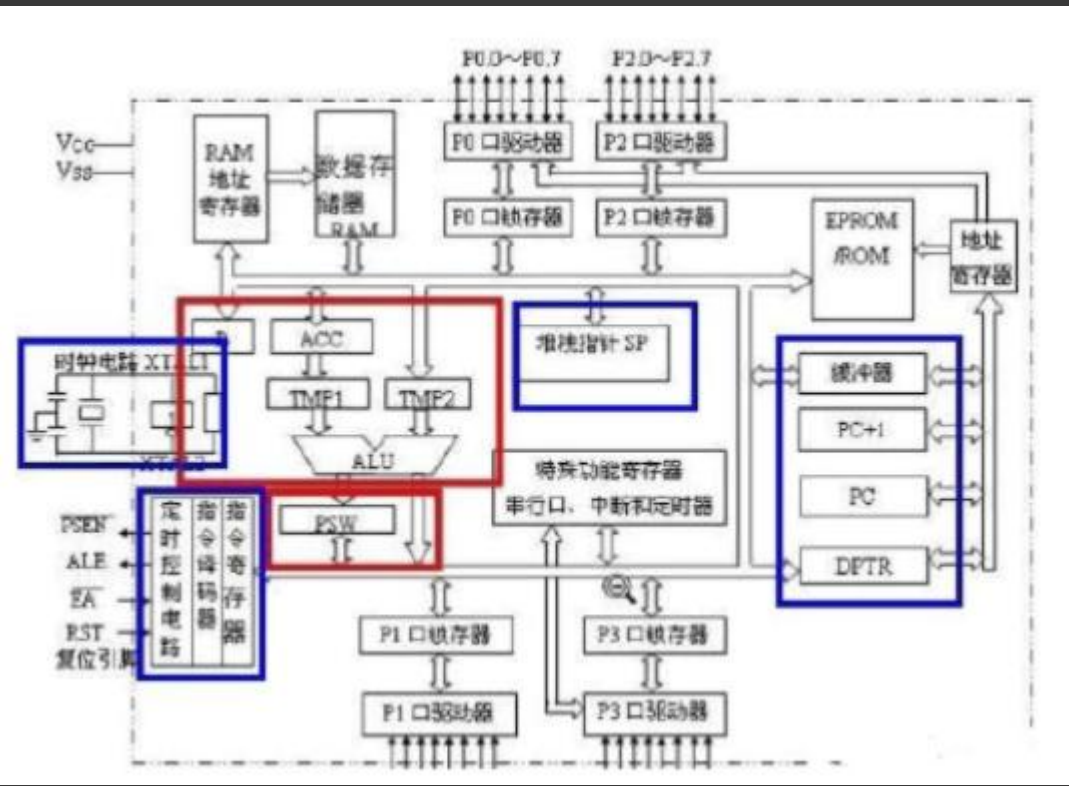 P0.0～P0.7
P2.0～P2.7
Vcc
Vss
RAM
地址
寄存器
数据存
储器
RAM
P0 口驱动器
P2 口驱动器
P0 口锁存器
P2 口锁存器
EPROM
/ROM
地址
寄存器
B
ACC
堆栈指针 SP
时钟电路 XTAL1
TMP1
TMP2
缓冲器
PC+1
ALU
XTAL2
特殊功能寄存器
串行口、中断和定时器
PC
PSW
DPTR
PSEN
ALE
EA
RST
复位引脚
定时控制电路
指令译码器
指令寄存器
P1 口锁存器
P3 口锁存器
P1 口驱动器
P3 口驱动器